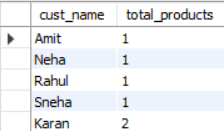 cust_name total_products
Amit 1
Neha 1
Rahul 1
Sneha 1
Karan 2